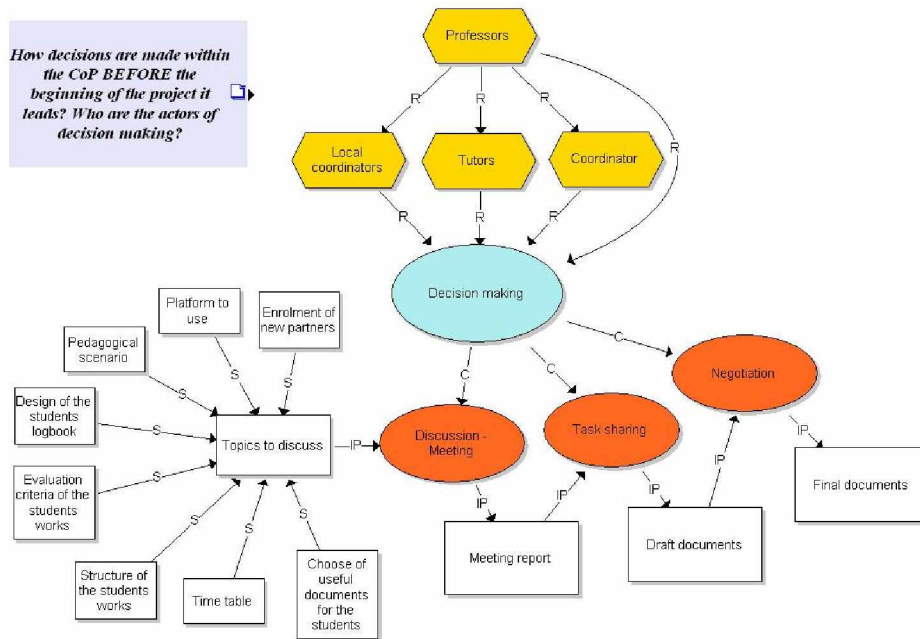 How decisions are made within
the CoP BEFORE the
beginning of the project it
leads? Who are the actors of
decision making?
Professors
R
R
R
R
Local
coordinators
Tutors
Coordinator
R
R
R
Decision making
C
C
C
Platform to
use
Enrolment of
new partners
Pedagogical
scenario
Design of the
students
logbook
Evaluation
criteria of the
students
works
Structure of
the students
works
Time table
Choose of
useful
documents
for the
students
S
S
S
S
S
S
S
S
Topics to discuss
IP
Discussion -
Meeting
Task sharing
Negotiation
IP
IP
IP
IP
IP
Meeting report
Draft documents
Final documents